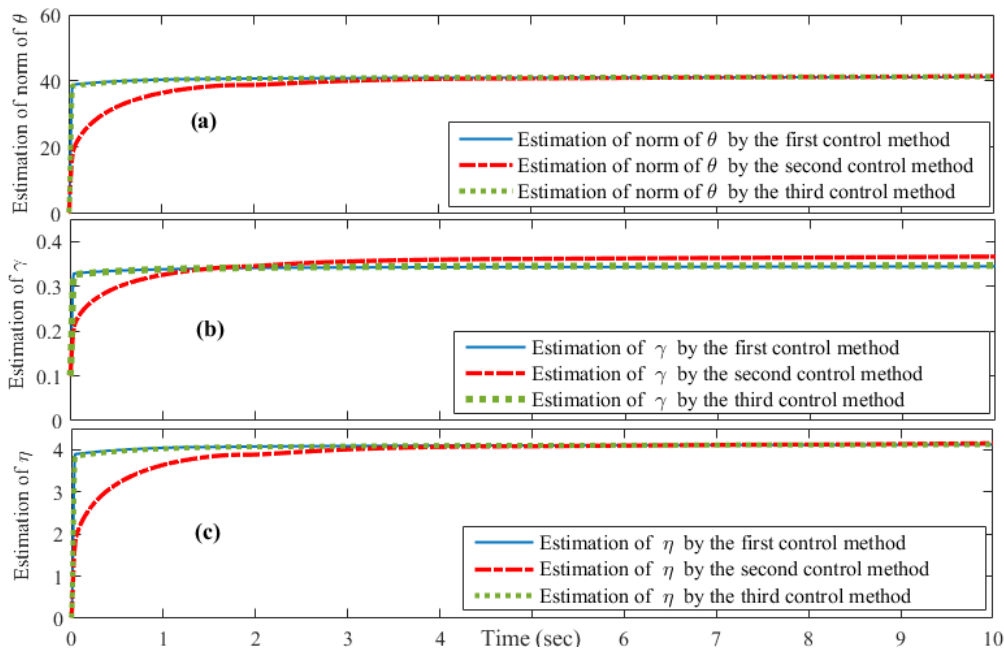 60
40
20
0
Estimation of norm of θ
(a)
Estimation of norm of θ by the first control method
Estimation of norm of θ by the second control method
Estimation of norm of θ by the third control method
0.4
0.3
0.2
0.1
0
Estimation of γ
(b)
Estimation of γ by the first control method
Estimation of γ by the second control method
Estimation of γ by the third control method
4
3
2
1
0
Estimation of η
(c)
Estimation of η by the first control method
Estimation of η by the second control method
Estimation of η by the third control method
0 1 2 3 4 Time (sec) 6 7 8 9 10